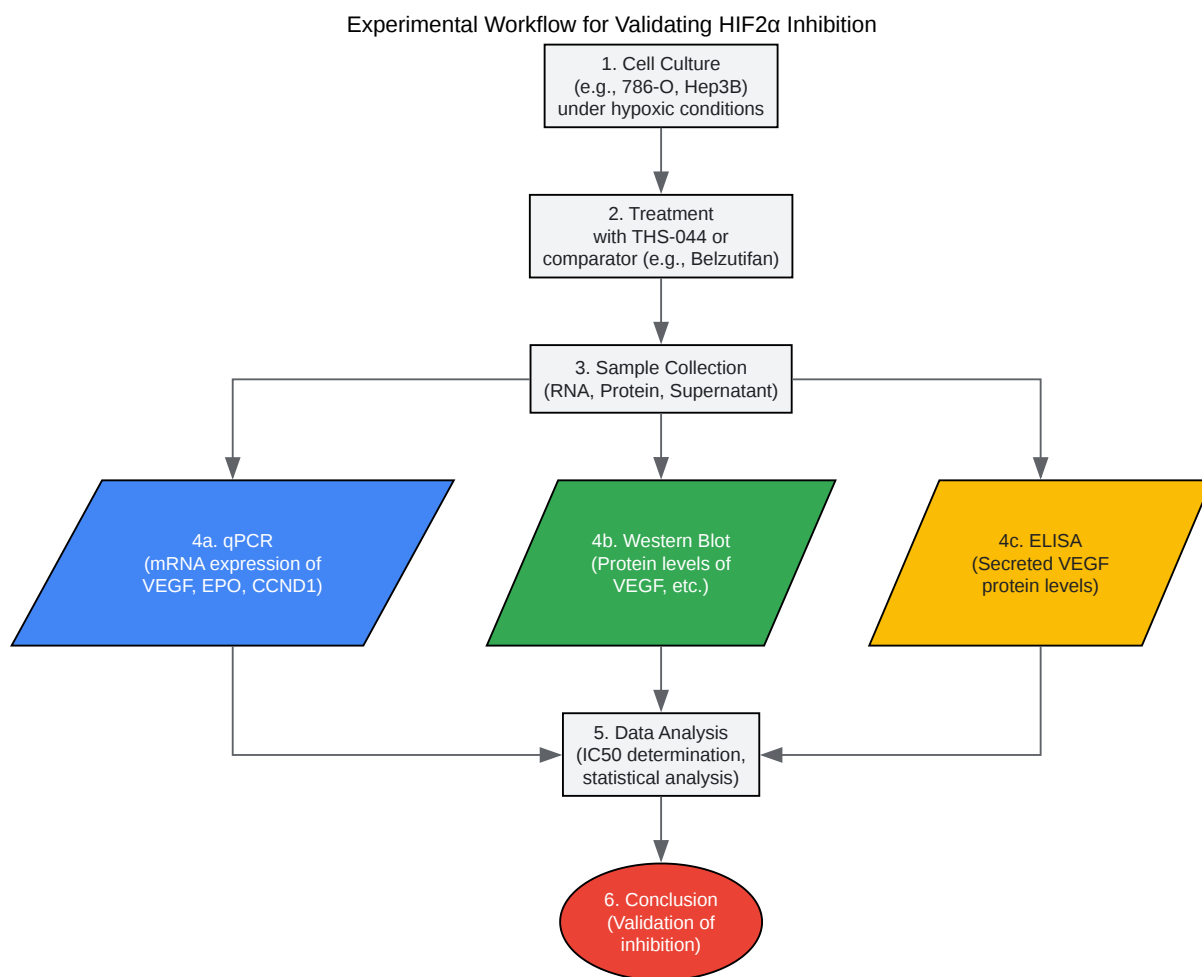 Experimental Workflow for Validating HIF2α Inhibition
1. Cell Culture
(e.g., 786-O, Hep3B)
under hypoxic conditions
2. Treatment
with THS-044 or
comparator (e.g., Belzutifan)
3. Sample Collection
(RNA, Protein, Supernatant)
4a. qPCR
(mRNA expression of
VEGF, EPO, CCND1)
4b. Western Blot
(Protein levels of
VEGF, etc.)
4c. ELISA
(Secreted VEGF
protein levels)
5. Data Analysis
(IC50 determination,
statistical analysis)
6. Conclusion
(Validation of
inhibition)